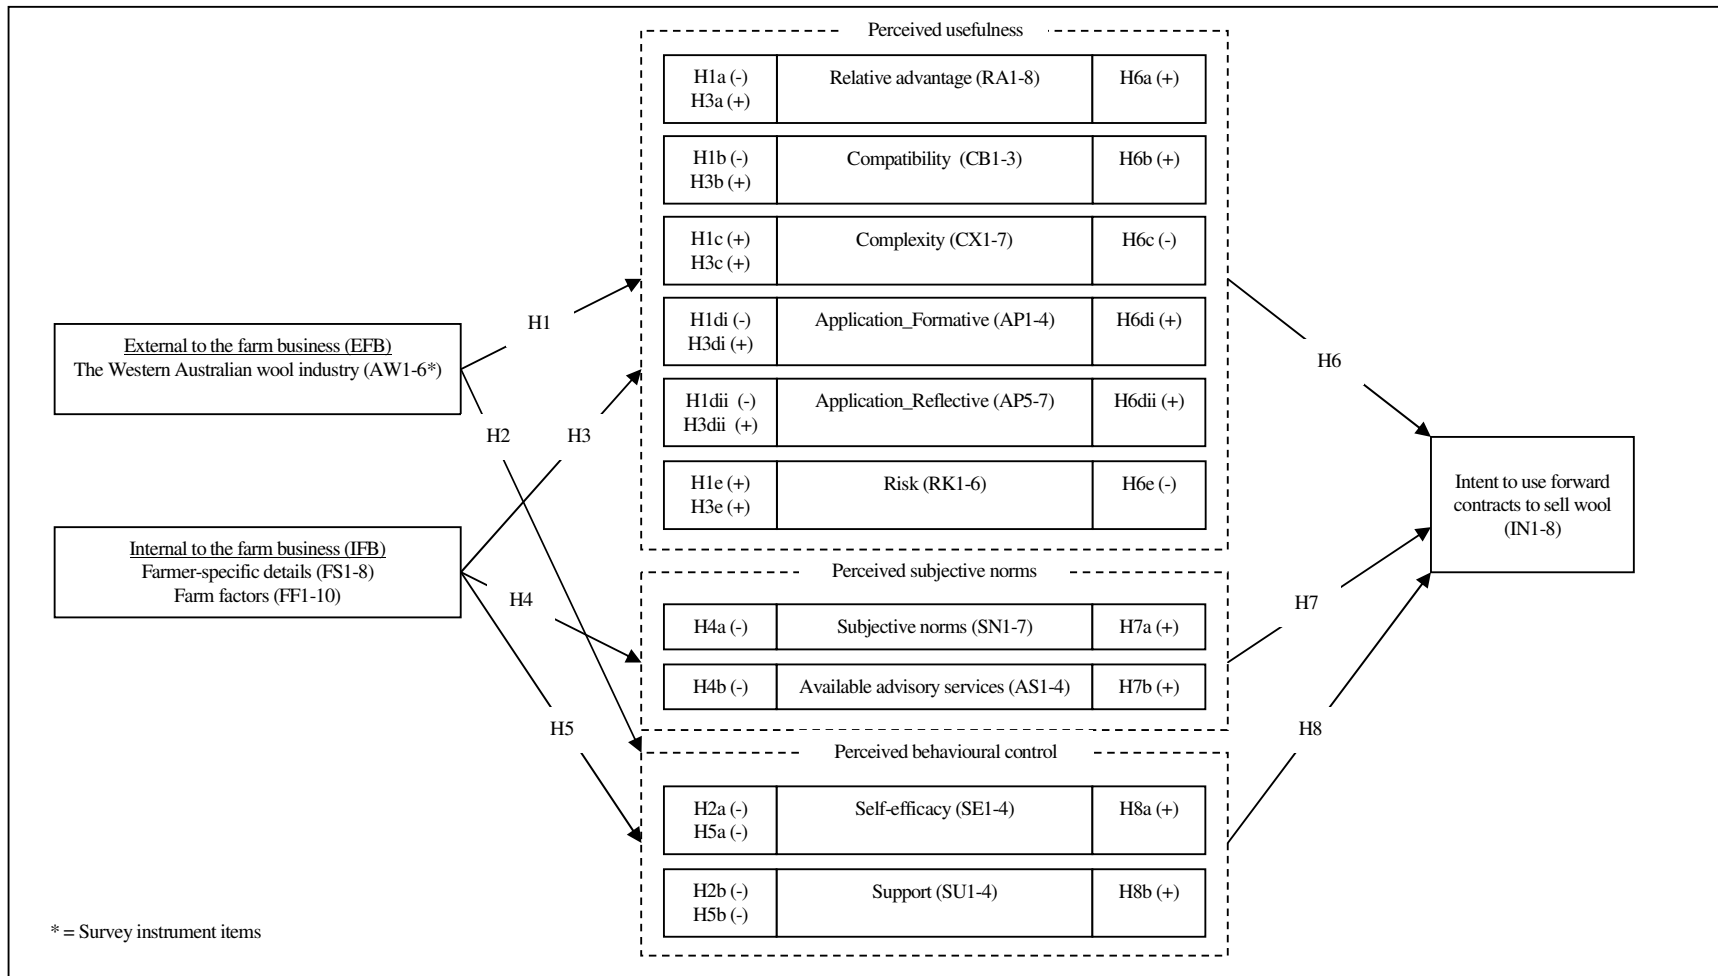 Perceived usefulness
H1a (-)
H3a (+)
Relative advantage (RA1-8)
H6a (+)
H1b (-)
H3b (+)
Compatibility (CB1-3)
H6b (+)
H1c (+)
H3c (+)
Complexity (CX1-7)
H6c (-)
H1di (-)
H3di (+)
Application_Formative (AP1-4)
H6di (+)
H1dii (-)
H3dii (+)
Application_Reflective (AP5-7)
H6dii (+)
H1e (+)
H3e (+)
Risk (RK1-6)
H6e (-)
H1
External to the farm business (EFB)
The Western Australian wool industry (AW1-6*)
H2
H3
H6
Internal to the farm business (IFB)
Farmer-specific details (FS1-8)
Farm factors (FF1-10)
Intent to use forward
contracts to sell wool
(IN1-8)
H4
H5
H7
H8
Perceived subjective norms
H4a (-)
Subjective norms (SN1-7)
H7a (+)
H4b (-)
Available advisory services (AS1-4)
H7b (+)
Perceived behavioural control
H2a (-)
H5a (-)
Self-efficacy (SE1-4)
H8a (+)
H2b (-)
H5b (-)
Support (SU1-4)
H8b (+)
* = Survey instrument items